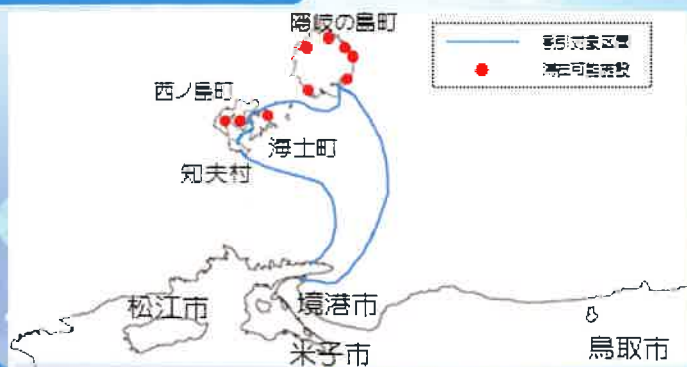 隠岐の島町
西ノ島町
海士町
知夫村
松江市
境港市
米子市
鳥取市